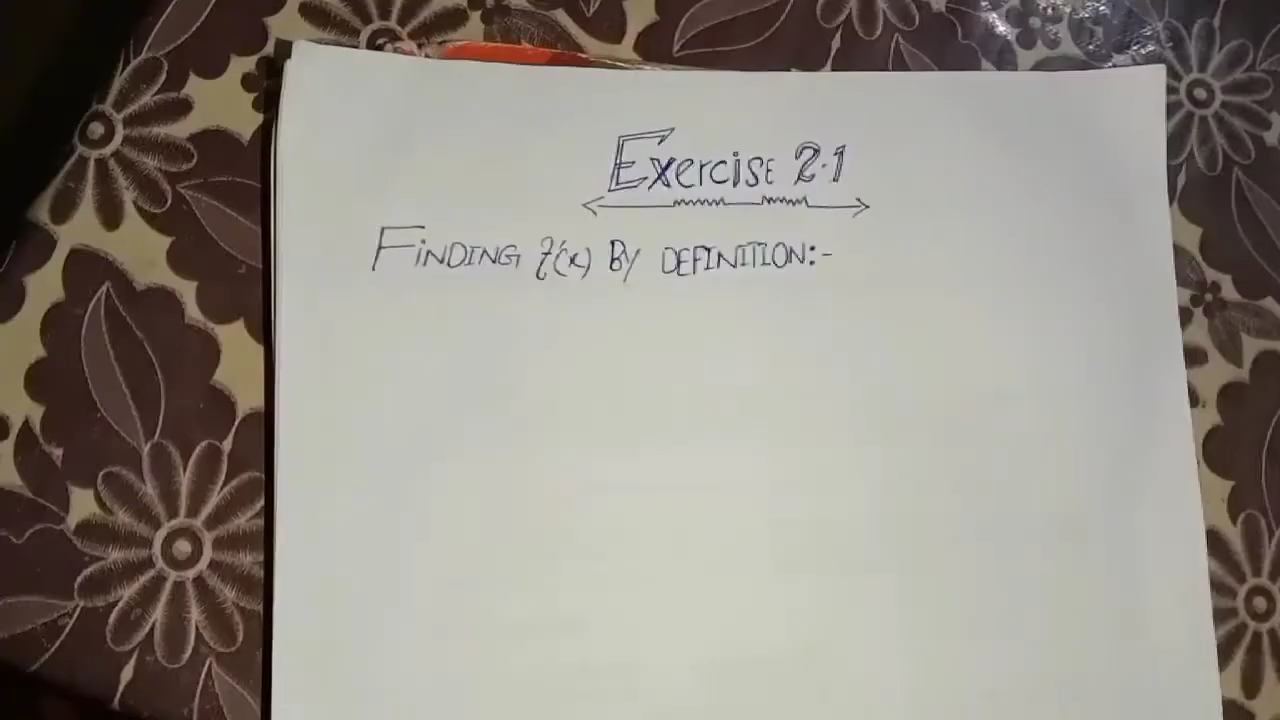 Exercise 2.1
FINDING f'(x) BY DEFINITION:-